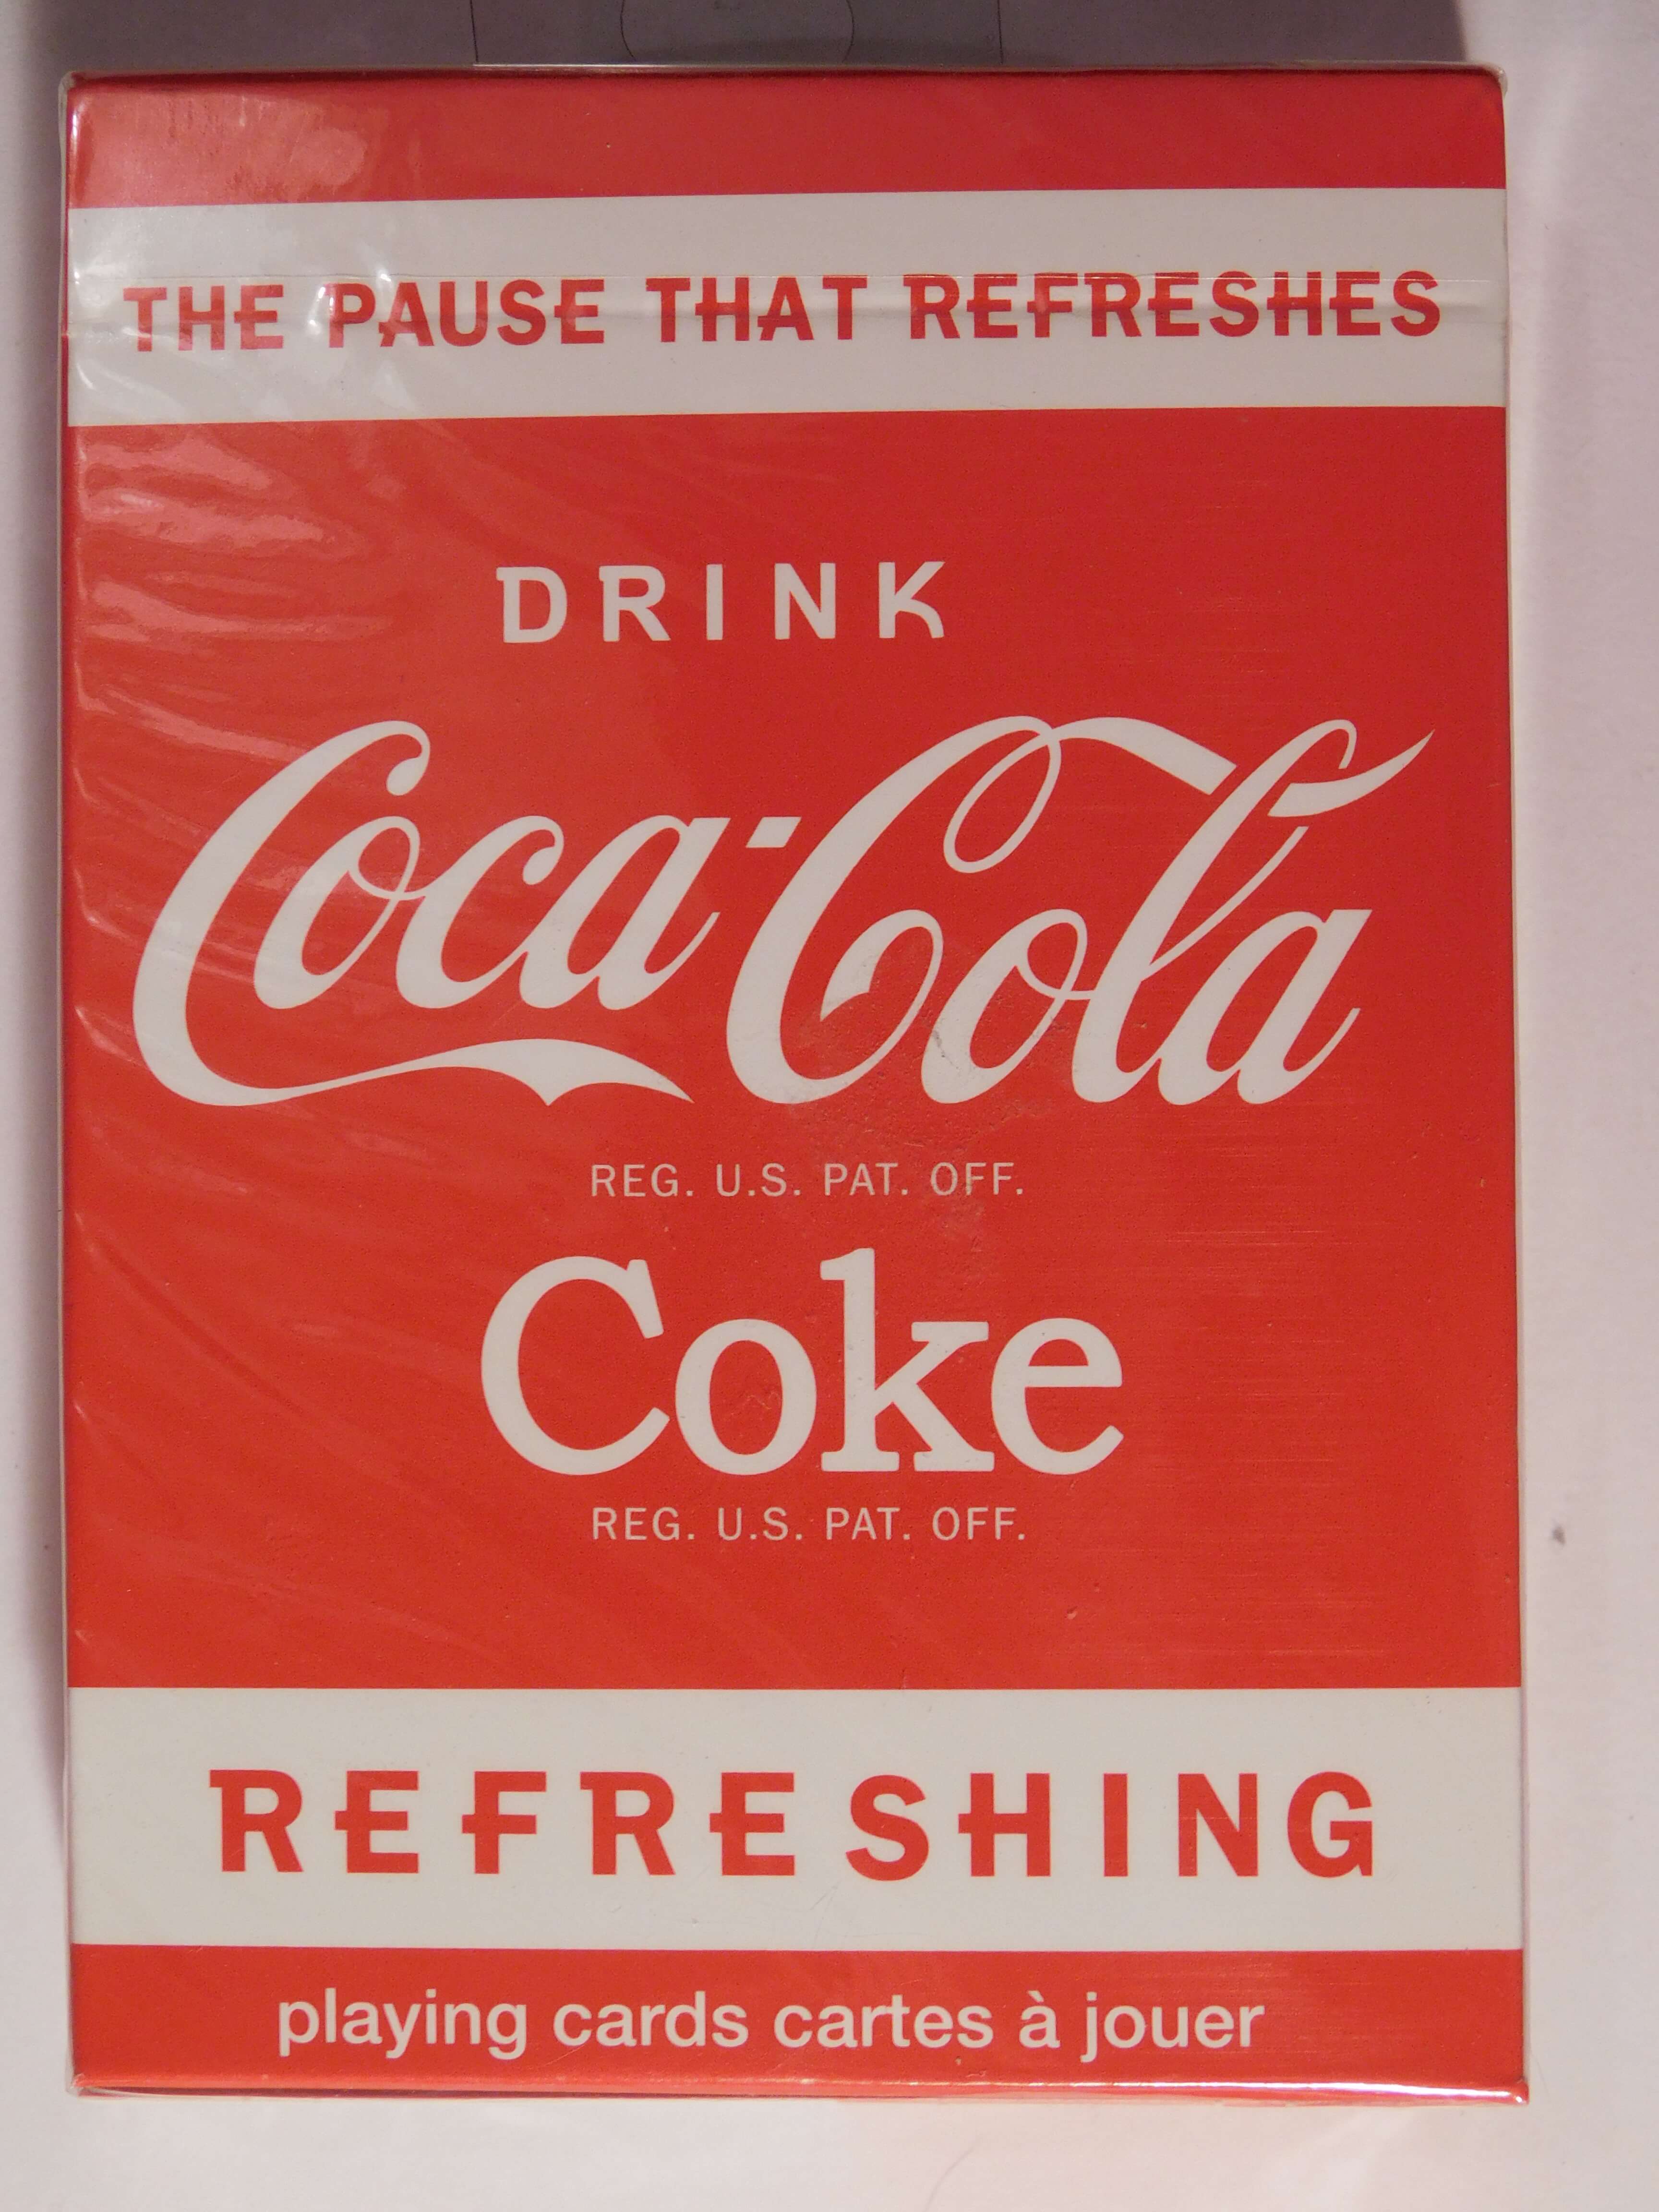 THE PAUSE THAT REFRESHES
DRINK
Coca-Cola
REG. U.S. PAT. OFF.
Coke
REG. U.S. PAT. OFF.
REFRESHING
playing cards cartes à jouer